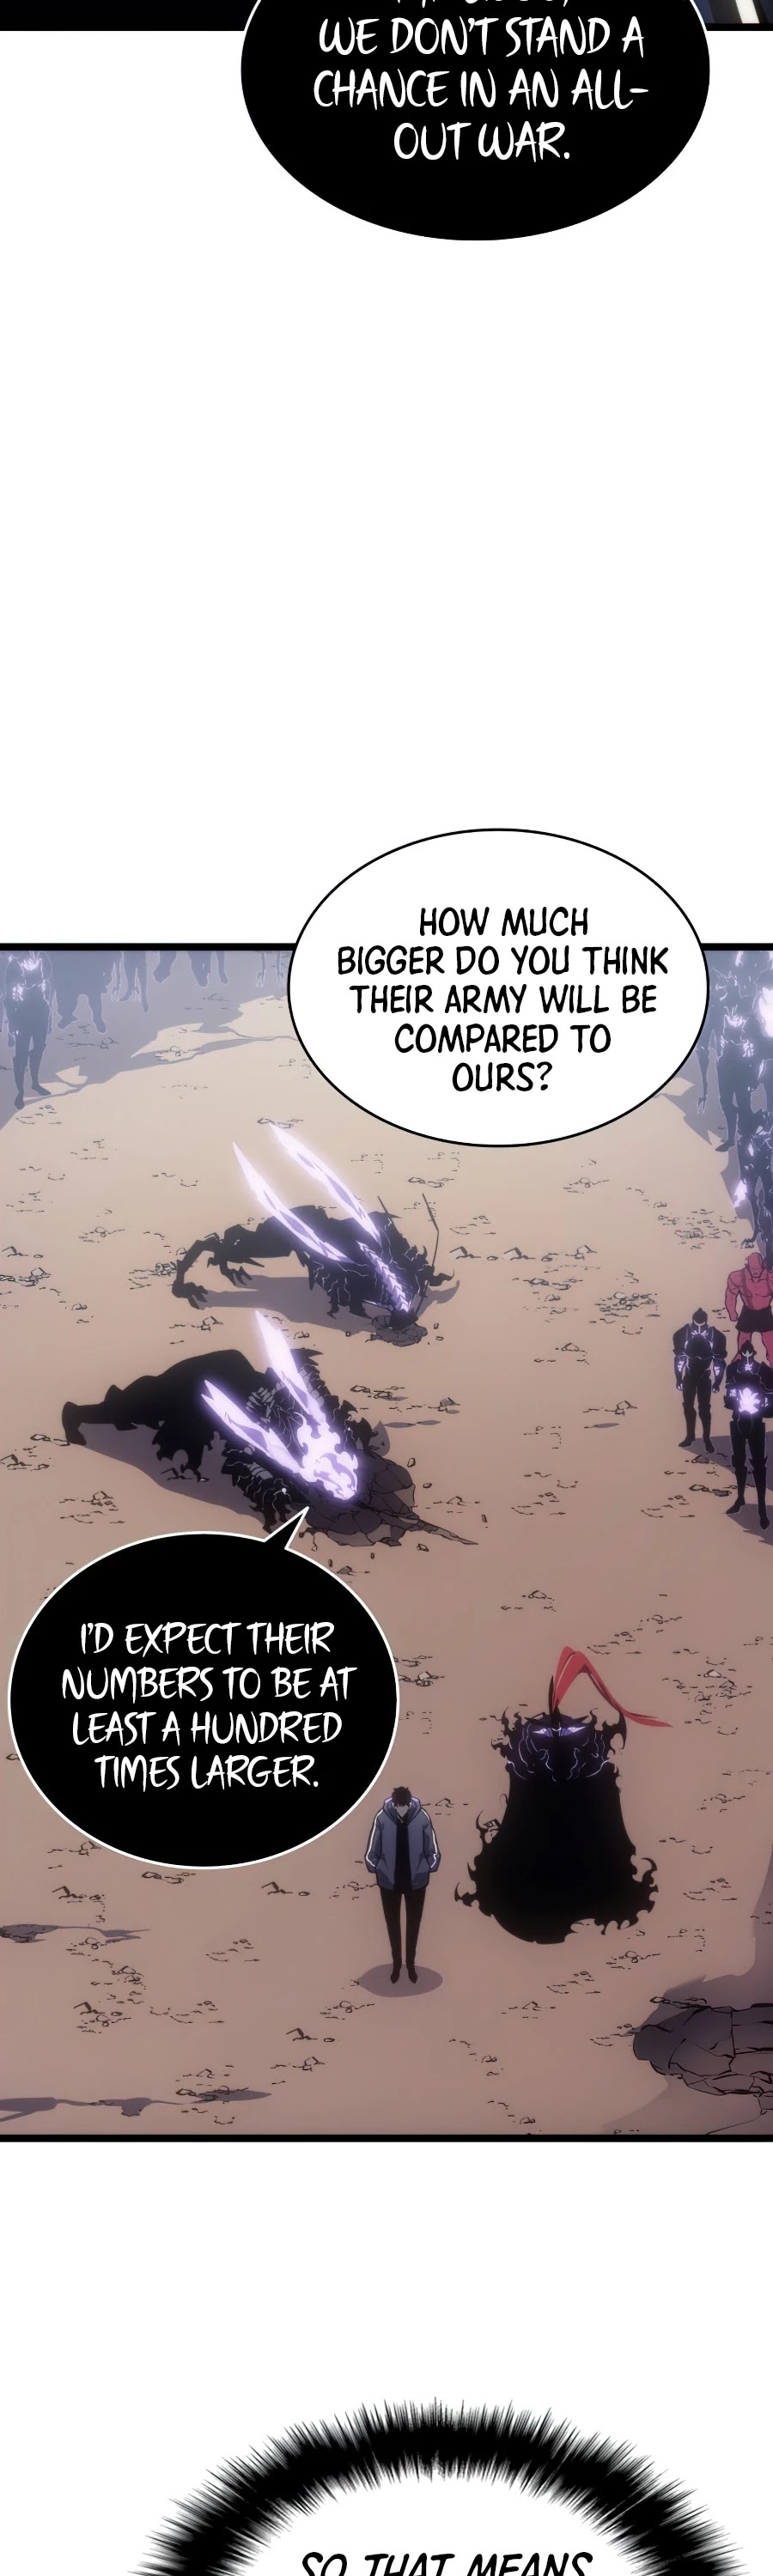 WE DON'T STAND A
CHANCE IN AN ALL-
OUT WAR.
HOW MUCH
BIGGER DO YOU THINK
THEIR ARMY WILL BE
COMPARED TO
OURS?
I'D EXPECT THEIR
NUMBERS TO BE AT
LEAST A HUNDRED
TIMES LARGER.
SO THAT MEANS